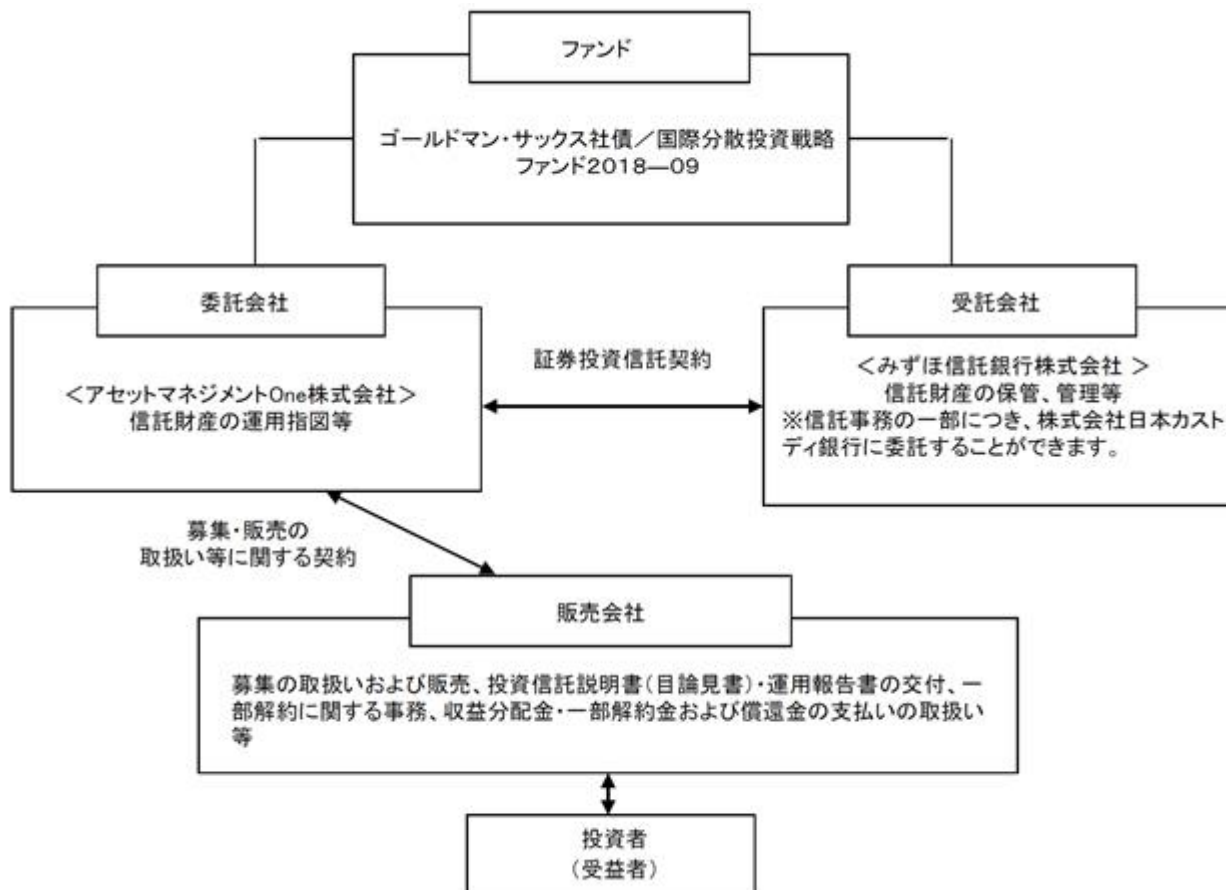 ファンド
ゴールドマン・サックス社債／国際分散投資戦略
ファンド2018―09
委託会社
＜アセットマネジメントOne株式会社＞
信託財産の運用指図等
証券投資信託契約
受託会社
＜みずほ信託銀行株式会社 ＞
信託財産の保管、管理等
※信託事務の一部につき、株式会社日本カスト
ディ銀行に委託することができます。
募集・販売の
取扱い等に関する契約
販売会社
募集の取扱いおよび販売、投資信託説明書（目論見書）・運用報告書の交付、一
部解約に関する事務、収益分配金・一部解約金および償還金の支払いの取扱い
等
投資者
（受益者）